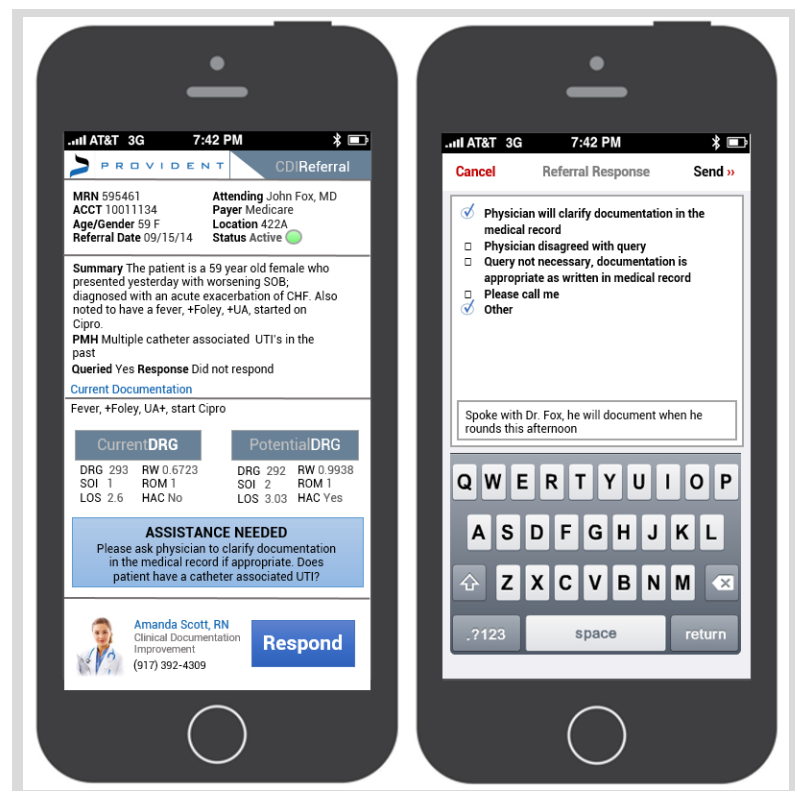 AT&T 3G 7:42 PM
PROVIDENT CDIReferral
MRN 595461 Attending John Fox, MD
ACCT 10011134 Payer Medicare
Age/Gender 59 F Location 422A
Referral Date 09/15/14 Status Active
Summary The patient is a 59 year old female who
presented yesterday with worsening SOB;
diagnosed with an acute exacerbation of CHF. Also
noted to have a fever, +Foley, +UA, started on
Cipro.
PMH Multiple catheter associated UTI's in the
past
Queried Yes Response Did not respond
Current Documentation
Fever, +Foley, UA+, start Cipro
CurrentDRG PotentialDRG
DRG 293 RW 0.6723 DRG 292 RW 0.9938
SOI 1 ROM 1 SOI 2 ROM 1
LOS 2.6 HAC No LOS 3.03 HAC Yes
ASSISTANCE NEEDED
Please ask physician to clarify documentation
in the medical record if appropriate. Does
patient have a catheter associated UTI?
Amanda Scott, RN
Clinical Documentation
Improvement
(917) 392-4309
Respond
AT&T 3G 7:42 PM
Cancel Referral Response Send »
Physician will clarify documentation in the
medical record
Physician disagreed with query
Query not necessary, documentation is
appropriate as written in medical record
Please call me
Other
Spoke with Dr. Fox, he will document when he
rounds this afternoon
Q W E R T Y U I O P
A S D F G H J K L
Z X C V B N M
.?123 space return